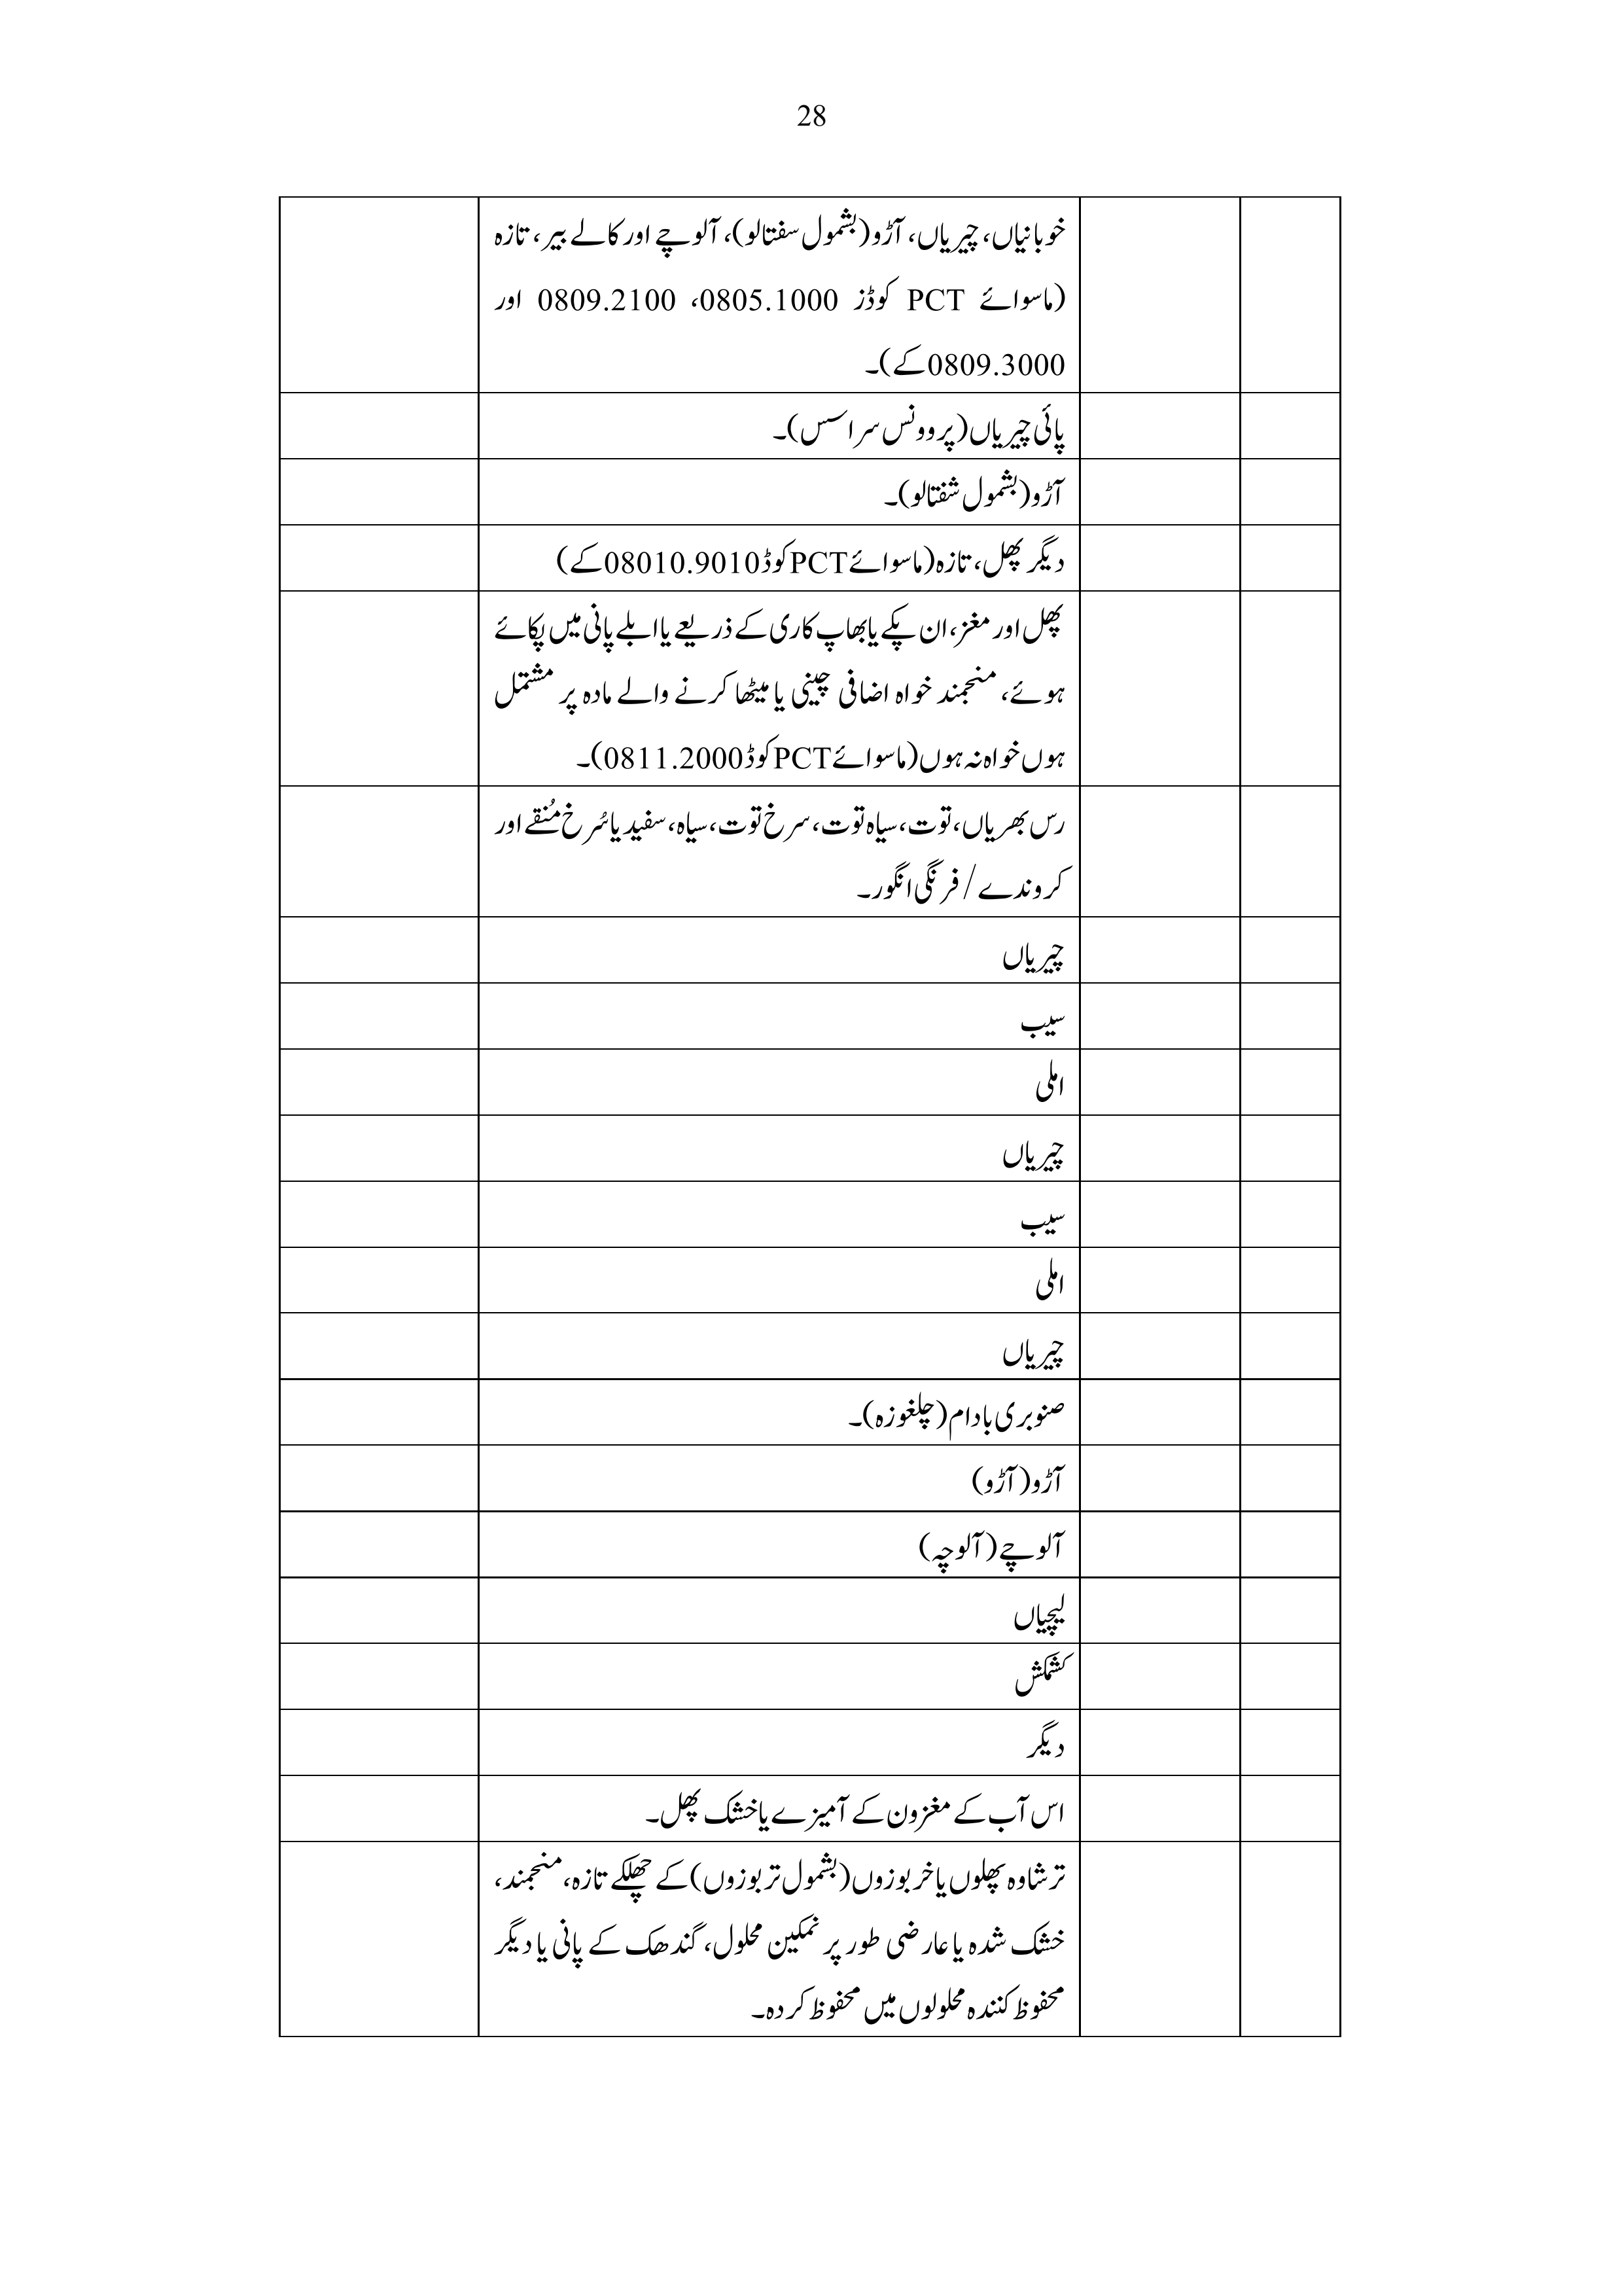 28
خوبانیاں، چیریاں، آڑو (بشمول سفتالو)، آلوچے اور کالے بیر، تازہ
(ماسوائے PCT کوڈز 0805.1000، 0809.2100 اور
0809.3000 کے)۔
پائی چیریاں (پروونس سراسس)۔
آڑو (بشمول شفتالو)۔
دیگر پھل، تازہ (ماسوائے PCT کوڈ 08010.9010 کے)
پھل اور مغز، ان پکے یا بھاپ کاری کے ذریعے یا ابلے پانی میں پکائے
ہوئے، منجمند خواہ اضافی چینی یا میٹھا کرنے والے مادہ پر مشتمل
ہوں خواہ نہ ہوں (ماسوائے PCT کوڈ 0811.2000)۔
رس بھریاں، توت، سیاہ توت، سرخ توت، سیاہ، سفید یا سُرخ مُنقے اور
کروندے / فرنگی انگور۔
چیریاں
سیب
املی
چیریاں
سیب
املی
چیریاں
صنوبری بادام (چلغوزہ)۔
آڑو (آڑو)
آلوچے (آلوچہ)
لیچیاں
کشمکش
دیگر
اس آب کے مغزون کے آمیزے یا خشک پھل۔
ترشاوہ پھلوں یا خربوزوں (بشمول تربوزوں) کے چھلکے تازہ، منجمند،
خشک شدہ یا عارضی طور پر نمکین محلول، گندھک کے پانی یا دیگر
محفوظ کنندہ محلولوں میں محفوظ کردہ۔